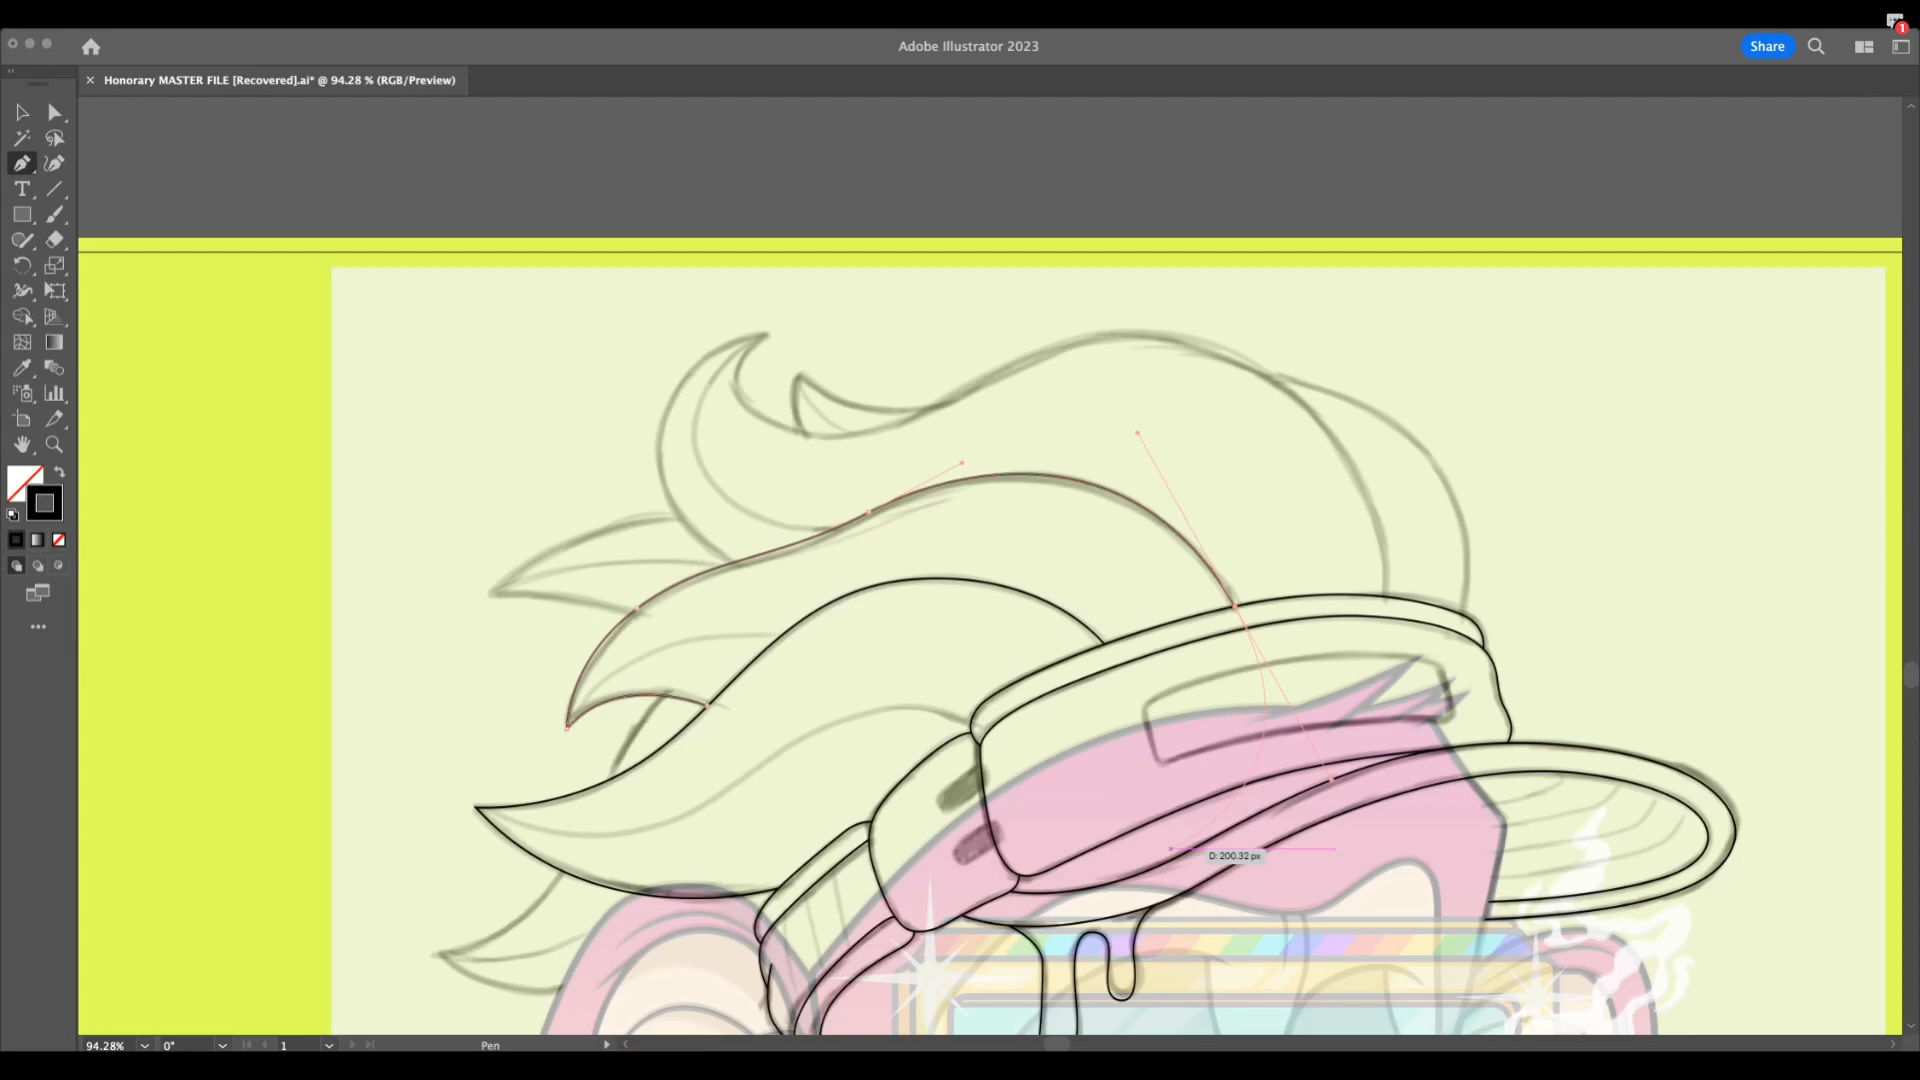 1
Adobe Illustrator 2023
Share
Honorary MASTER FILE [Recovered].ai* @ 94.28 % (RGB/Preview)
D: 200.32 px
94.28%
0°
1
Pen